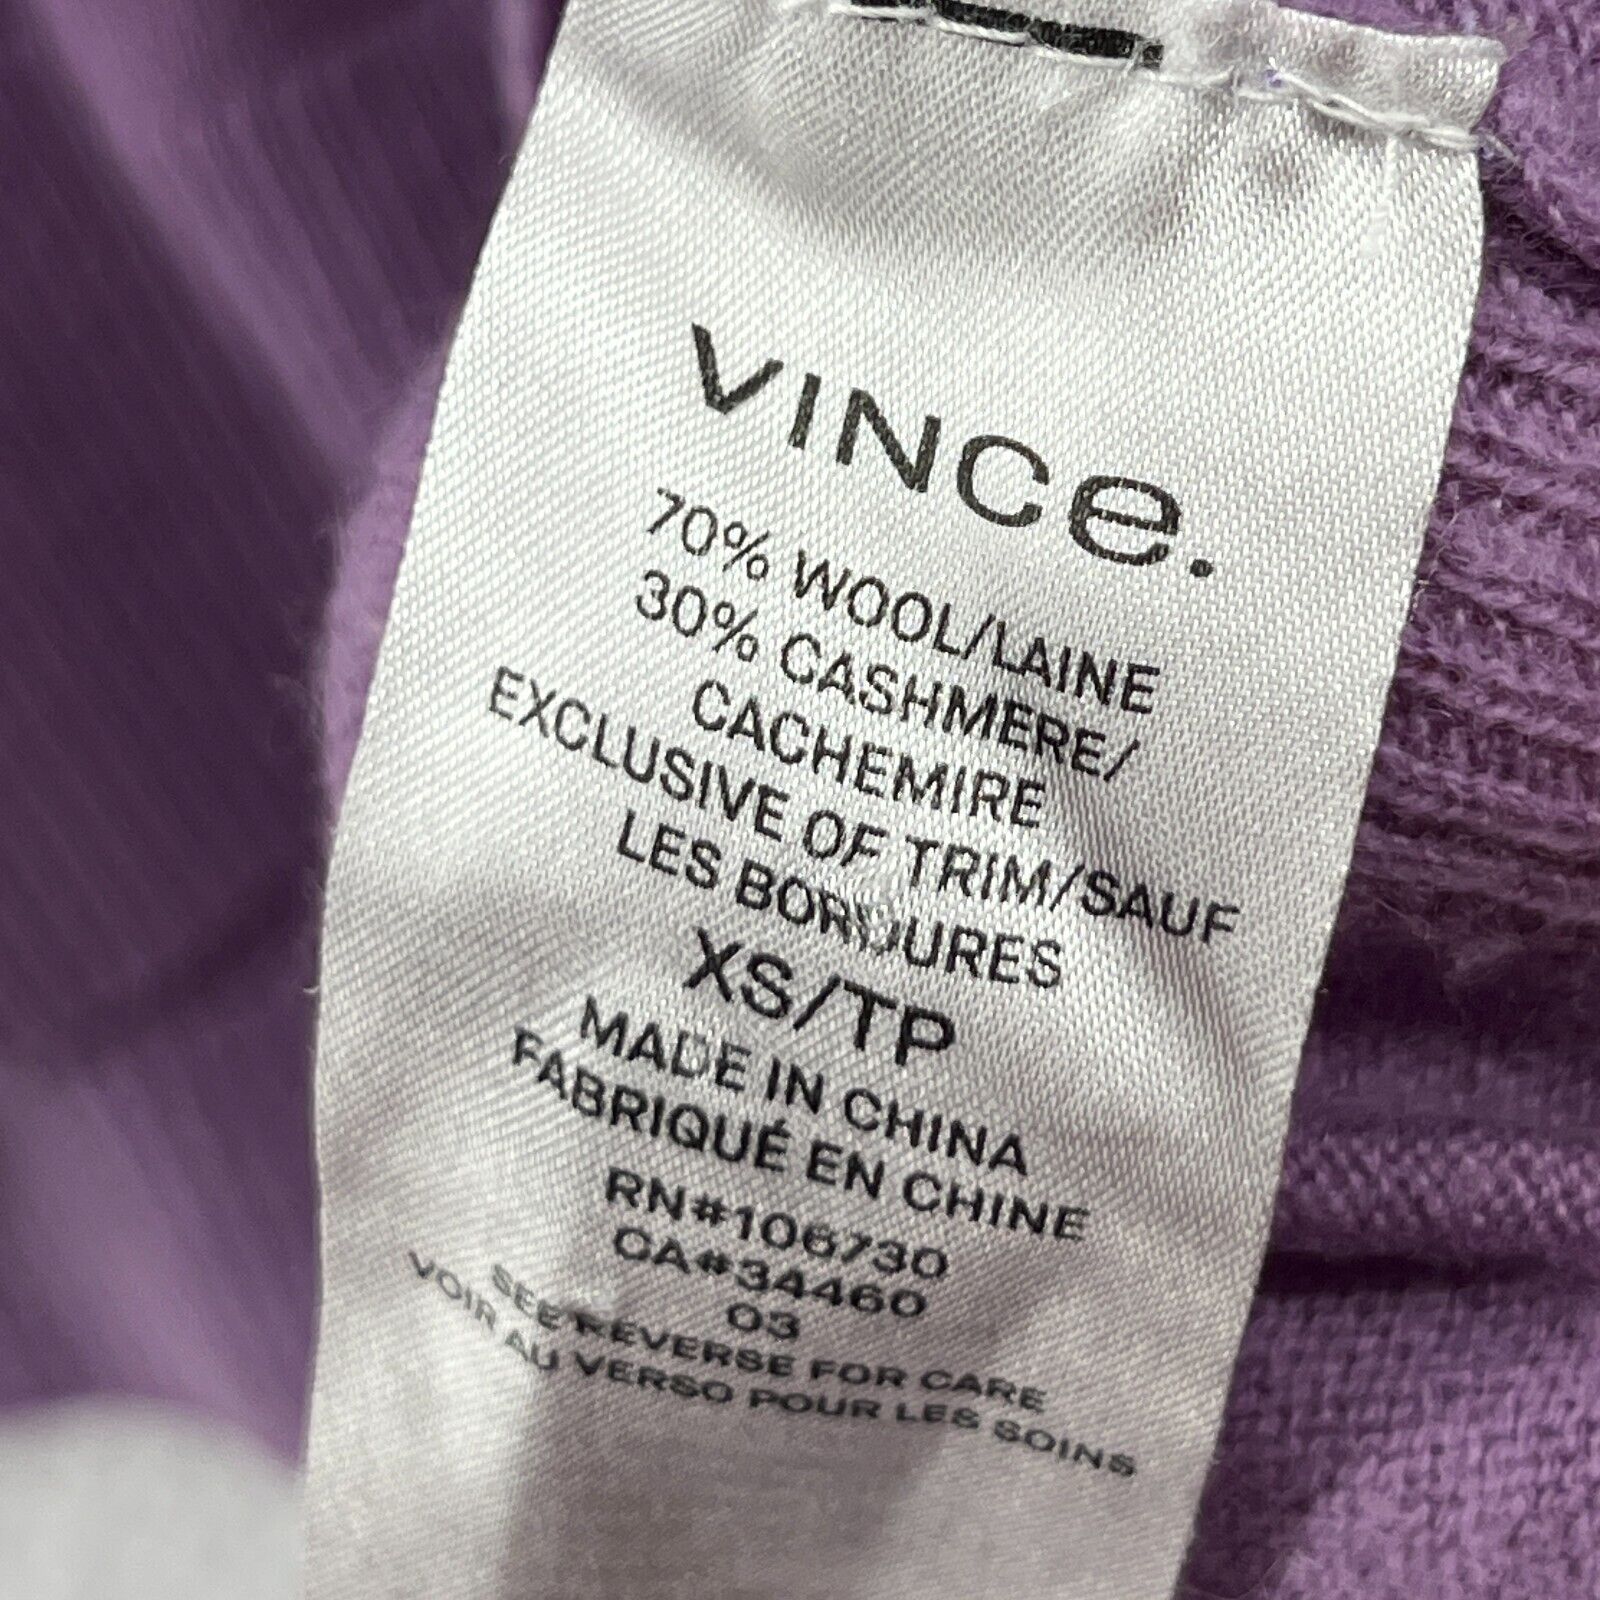 VINCe.
70% WOOL/LAINE
30% CASHMERE/
CACHEMIRE
EXCLUSIVE OF TRIM/SAUF
LES BORDURES
XS/TP
MADE IN CHINA
FABRIQUÉ EN CHINE
RN#106730
CA#34460
03
SEE REVERSE FOR CARE
VOIR AU VERSO POUR LES SOINS